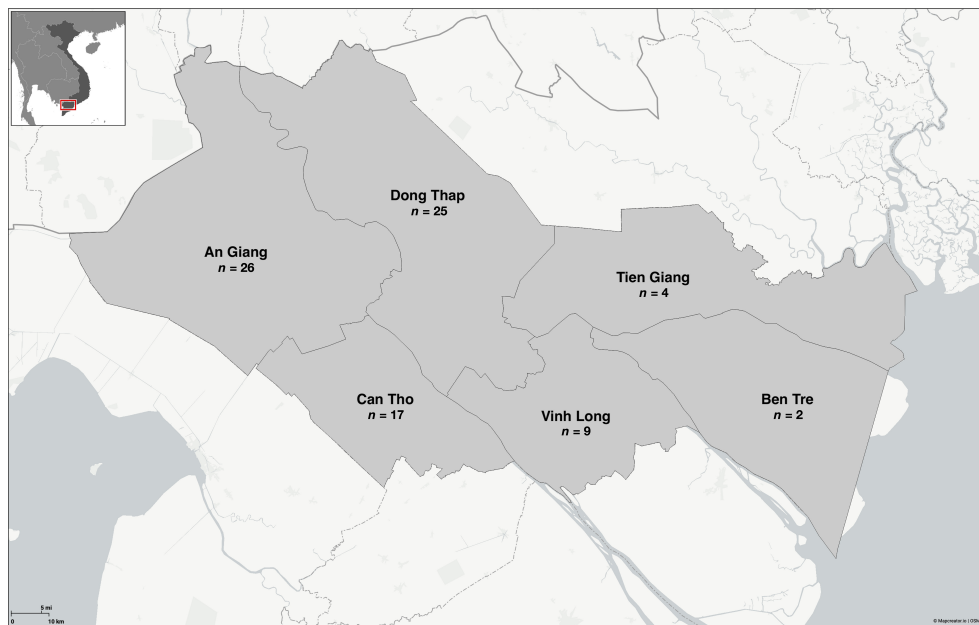 Dong Thap
n = 25
An Giang
n = 26
Tien Giang
n = 4
Can Tho
n = 17
Vinh Long
n = 9
Ben Tre
n = 2
5 mi
0 10 km
© Mapcreator.io |